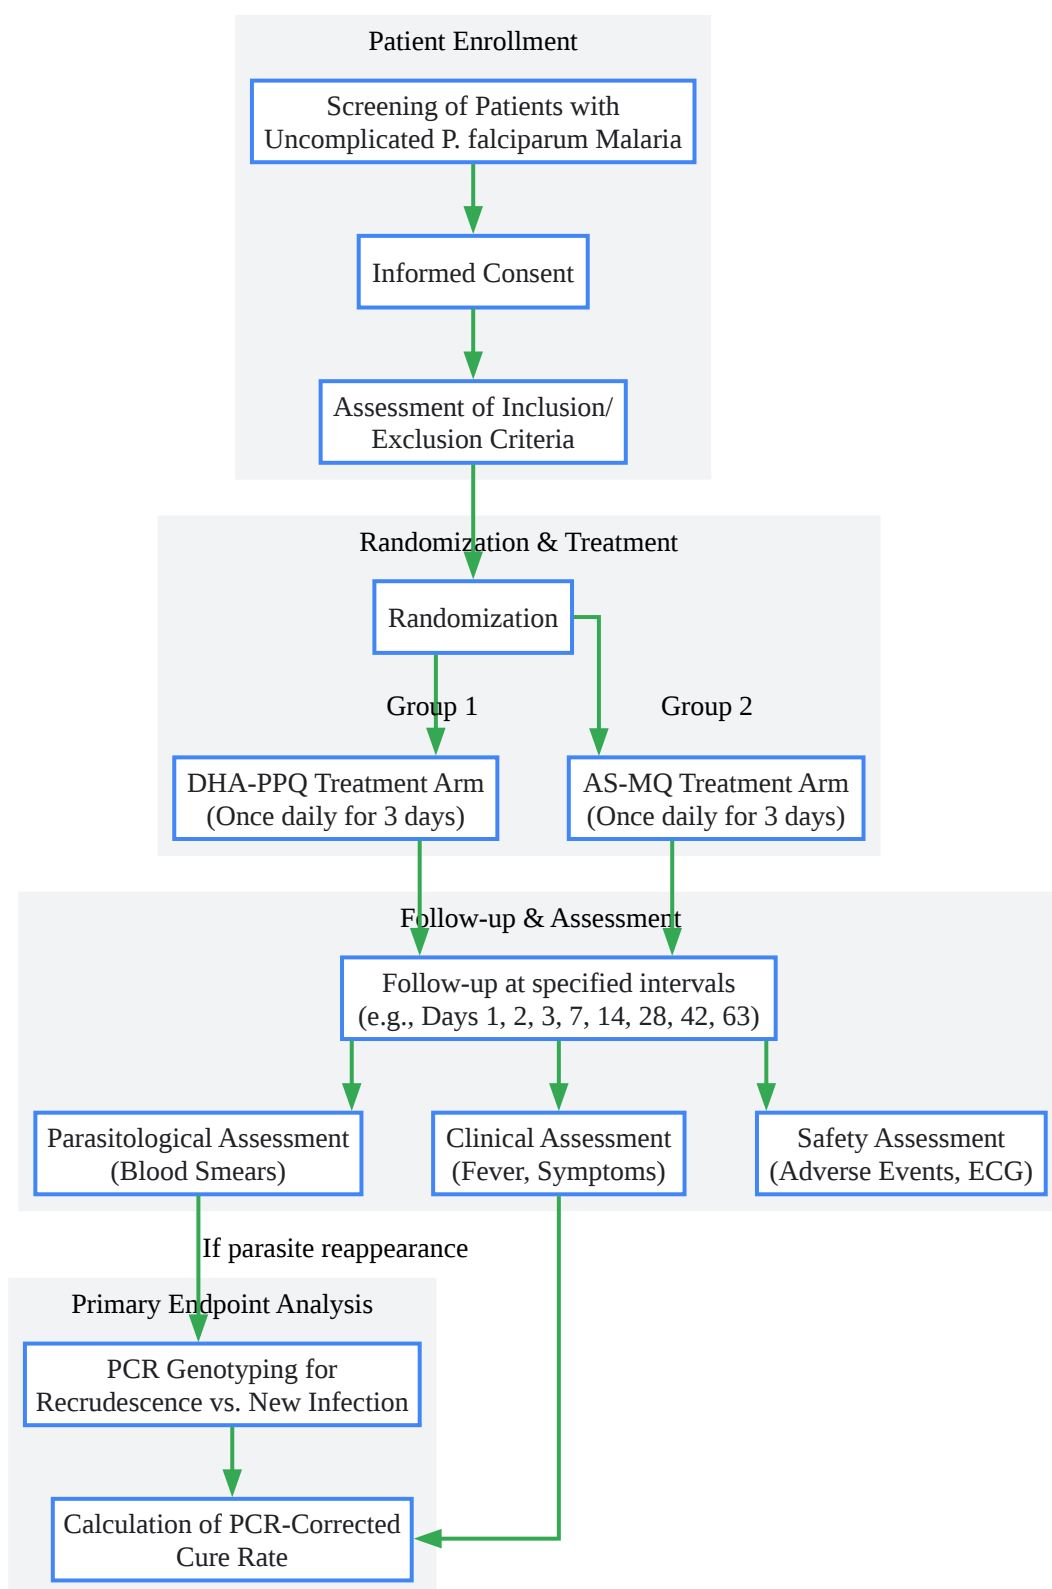 Patient Enrollment
Screening of Patients with
Uncomplicated P. falciparum Malaria
Informed Consent
Assessment of Inclusion/
Exclusion Criteria
Randomization & Treatment
Randomization
Group 1
Group 2
DHA-PPQ Treatment Arm
(Once daily for 3 days)
AS-MQ Treatment Arm
(Once daily for 3 days)
Follow-up & Assessment
Follow-up at specified intervals
(e.g., Days 1, 2, 3, 7, 14, 28, 42, 63)
Parasitological Assessment
(Blood Smears)
Clinical Assessment
(Fever, Symptoms)
Safety Assessment
(Adverse Events, ECG)
If parasite reappearance
Primary Endpoint Analysis
PCR Genotyping for
Recrudescence vs. New Infection
Calculation of PCR-Corrected
Cure Rate